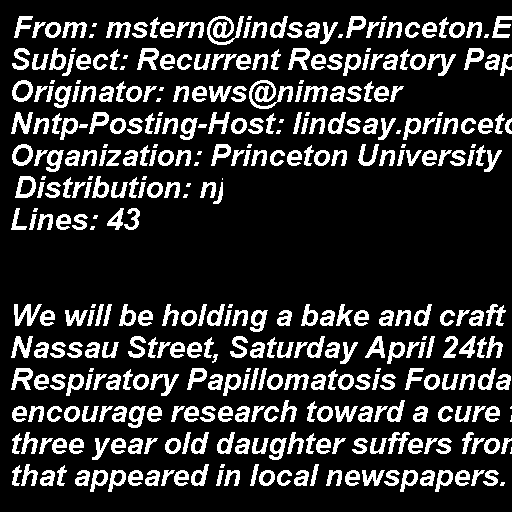 From: mstern@lindsay.Princeton.E
Subject: Recurrent Respiratory Pap
Originator: news@nimaster
Nntp-Posting-Host: lindsay.princeto
Organization: Princeton University
Distribution: nj
Lines: 43

We will be holding a bake and craft
Nassau Street, Saturday April 24th
Respiratory Papillomatosis Founda
encourage research toward a cure f
three year old daughter suffers fron
that appeared in local newspapers.